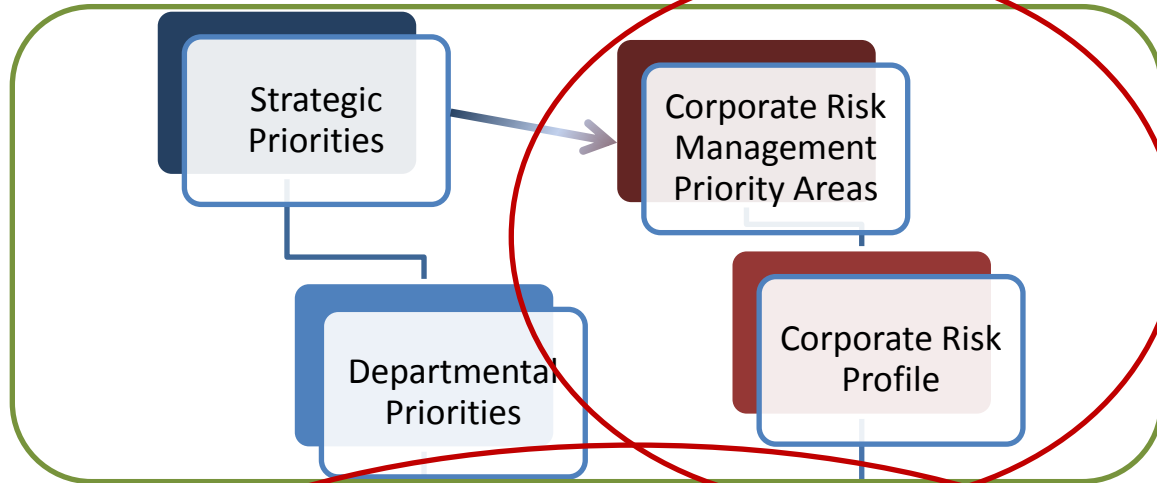 Strategic
Priorities
Corporate Risk
Management
Priority Areas
Departmental
Priorities
Corporate Risk
Profile